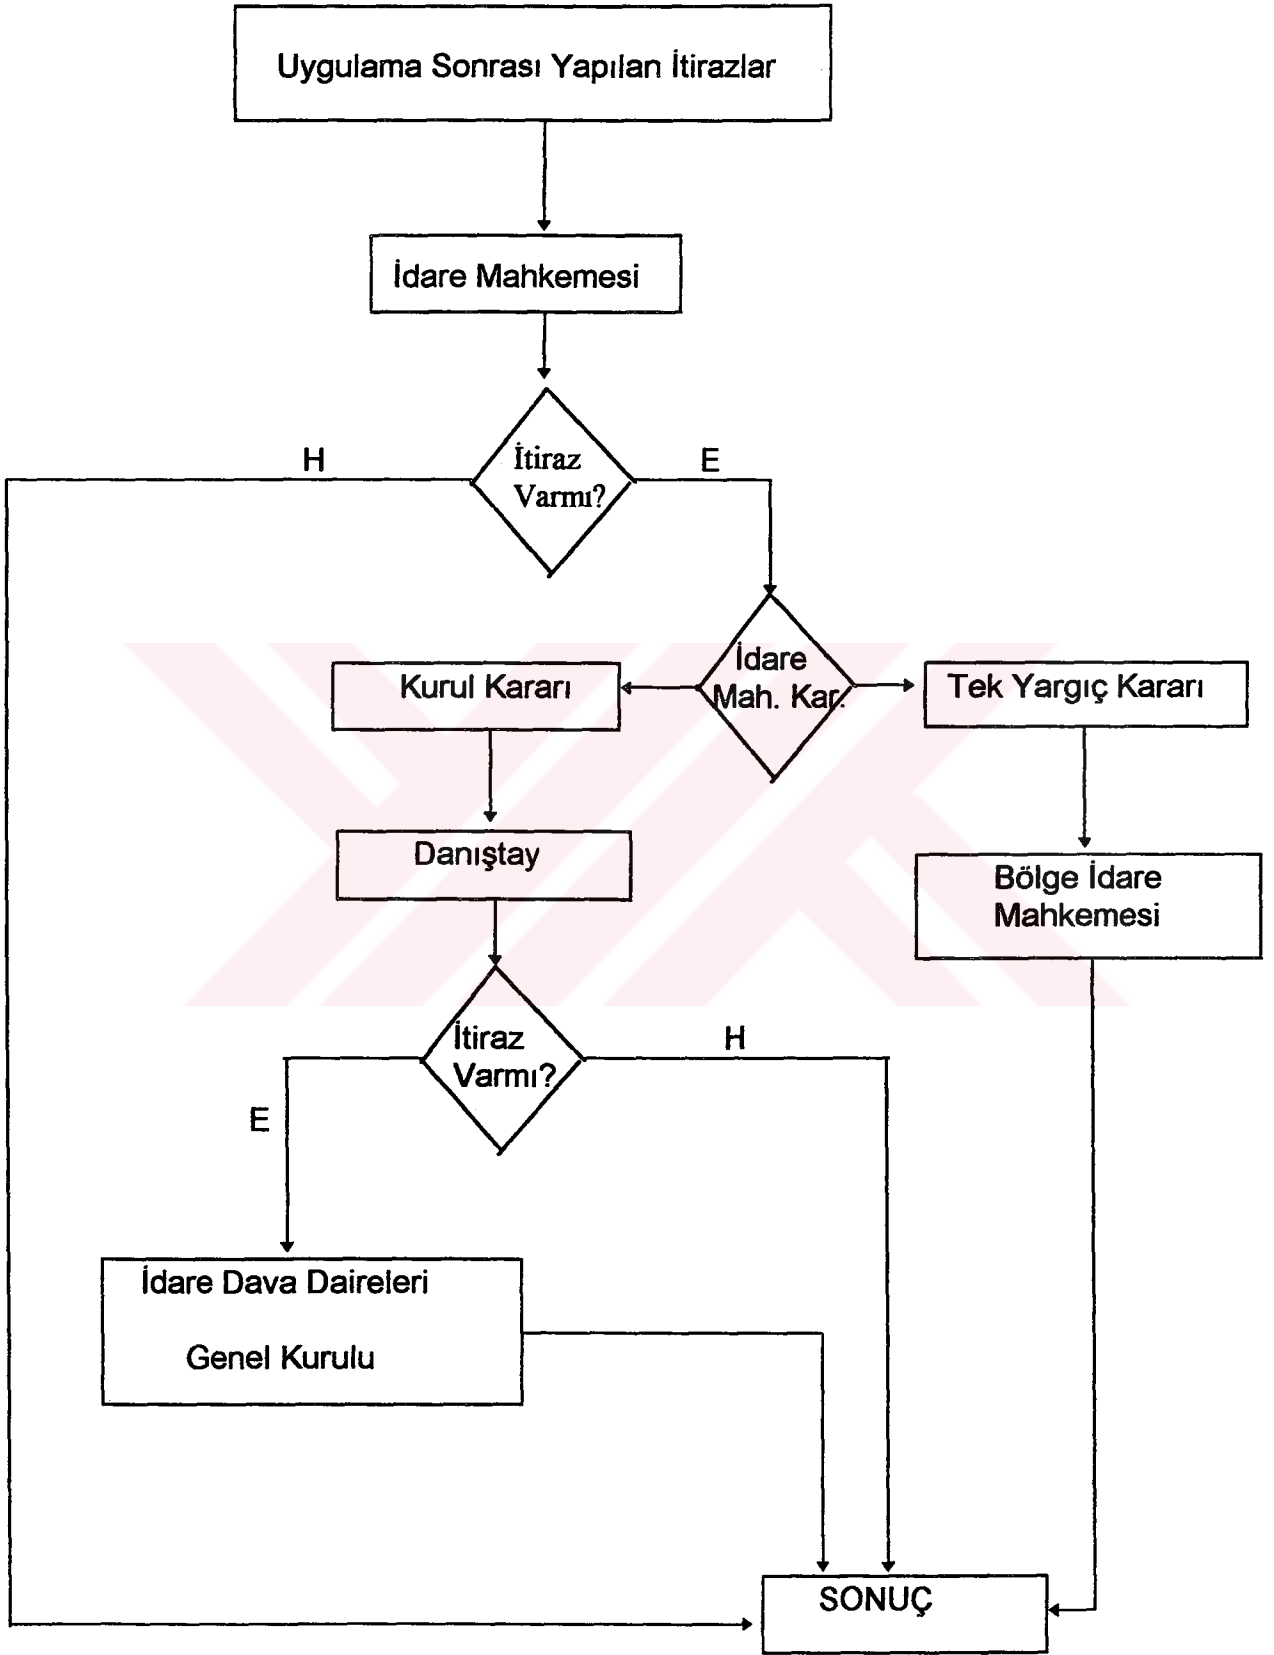 Uygulama Sonrası Yapılan İtirazlar
İdare Mahkemesi
H
İtiraz
Varmı?
E
İdare
Mah. Kar.
Kurul Kararı
Tek Yargıç Kararı
Danıştay
Bölge İdare
Mahkemesi
İtiraz
Varmı?
H
E
İdare Dava Daireleri
Genel Kurulu
SONUÇ